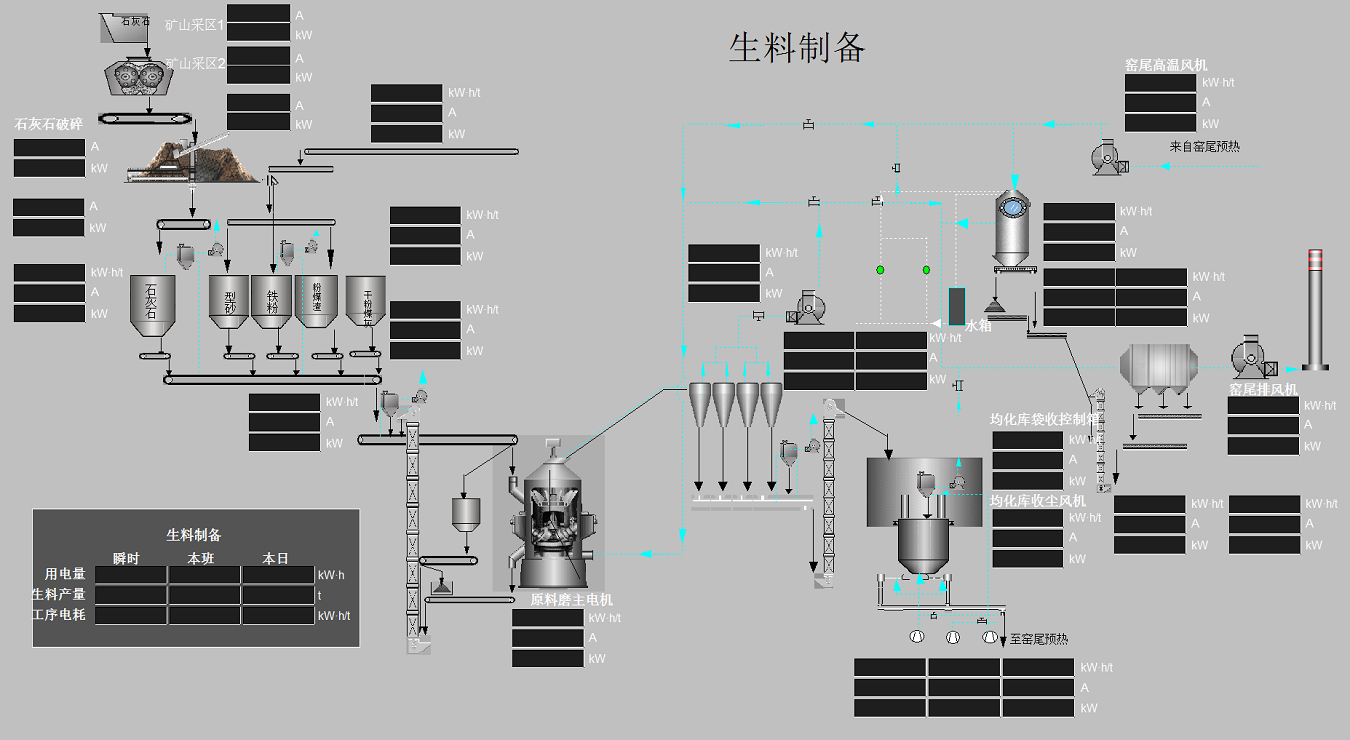 生料制备
石灰石
矿山采区1
A
kW
矿山采区2
A
kW
A
kW
石灰石破碎
A
kW
A
kW
kW·h/t
A
kW
kW·h/t
A
kW
kW·h/t
A
kW
kW·h/t
A
kW
石灰石
型砂
铁粉
粉煤渣
干粉煤灰
kW·h/t
A
kW
窑尾高温风机
kW·h/t
A
kW
来自窑尾预热
kW·h/t
A
kW
kW·h/t
A
kW
kW·h/t
A
kW
水箱
kW·h/t
A
kW
窑尾排风机
kW·h/t
A
kW
均化库袋收控制箱
kW·h/t
A
kW
均化库收尘风机
kW·h/t
A
kW
kW·h/t
A
kW
kW·h/t
A
kW
原料磨主电机
kW·h/t
A
kW
至窑尾预热
kW·h/t
A
kW
生料制备
瞬时 本班 本日
用电量 kW·h
生料产量 t
工序电耗 kW·h/t